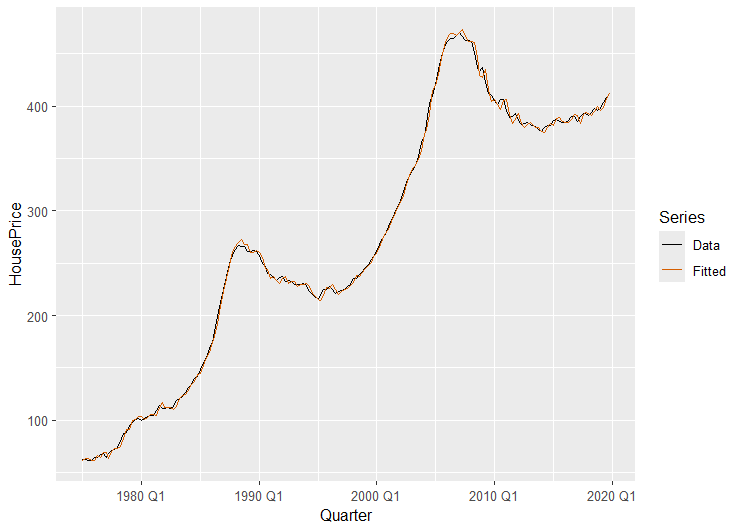 HousePrice
400
300
200
100
1980 Q1
1990 Q1
2000 Q1
2010 Q1
2020 Q1
Quarter
Series
Data
Fitted